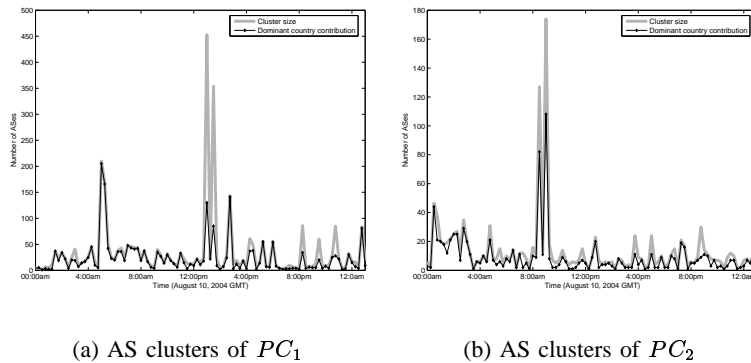 500
450
400
350
300
250
200
150
100
50
0
Number of ASes
Cluster size
Dominant country contribution
00:00am
4:00am
8:00am
12:00pm
4:00pm
8:00pm
12:0am
Time (August 10, 2004 GMT)
(a) AS clusters of PC₁
180
160
140
120
100
80
60
40
20
0
Number of ASes
Cluster size
Dominant country contribution
00:00am
4:00am
8:00am
12:00pm
4:00pm
8:00pm
12:00am
Time (August 10, 2004 GMT)
(b) AS clusters of PC₂